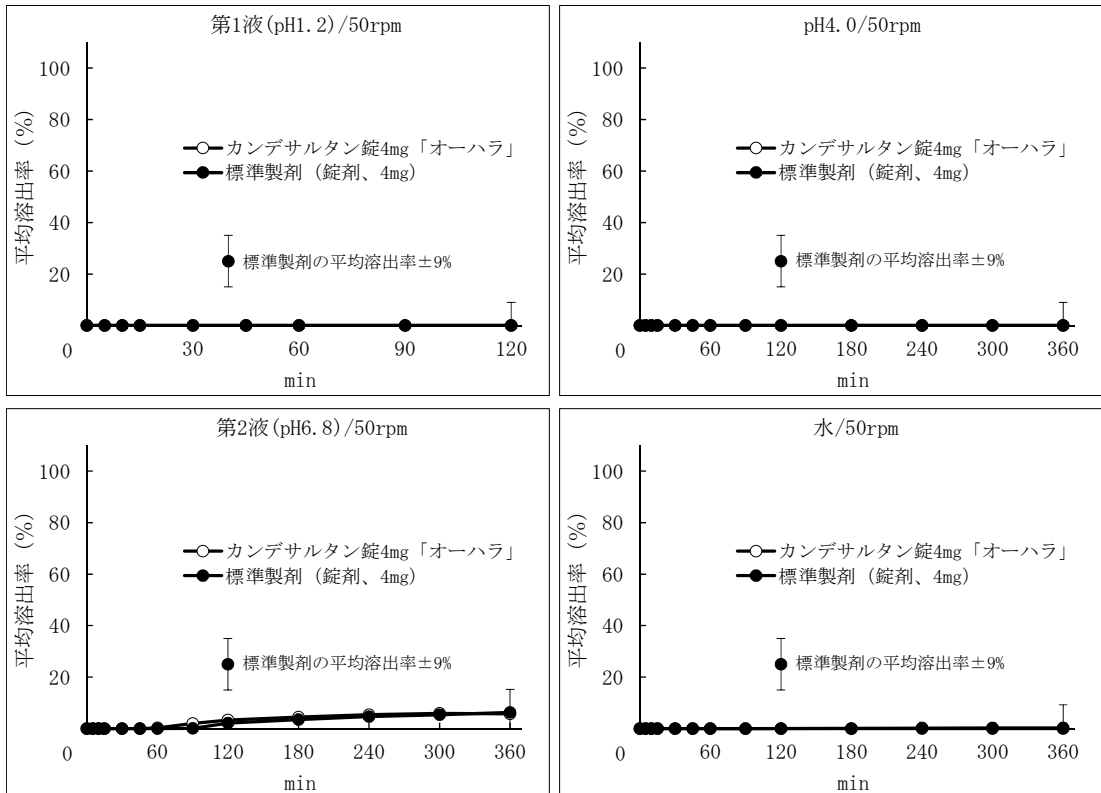 第1液(pH1.2)/50rpm
平均溶出率 (%)
100
80
60
40
20
0
カンデサルタン錠4mg「オーハラ」
標準製剤 (錠剤、4mg)
標準製剤の平均溶出率±9%
30
60
90
120
min
pH4.0/50rpm
平均溶出率 (%)
100
80
60
40
20
0
カンデサルタン錠4mg「オーハラ」
標準製剤 (錠剤、4mg)
標準製剤の平均溶出率±9%
60
120
180
240
300
360
min
第2液(pH6.8)/50rpm
平均溶出率 (%)
100
80
60
40
20
0
カンデサルタン錠4mg「オーハラ」
標準製剤 (錠剤、4mg)
標準製剤の平均溶出率±9%
60
120
180
240
300
360
min
水/50rpm
平均溶出率 (%)
100
80
60
40
20
0
カンデサルタン錠4mg「オーハラ」
標準製剤 (錠剤、4mg)
標準製剤の平均溶出率±9%
60
120
180
240
300
360
min